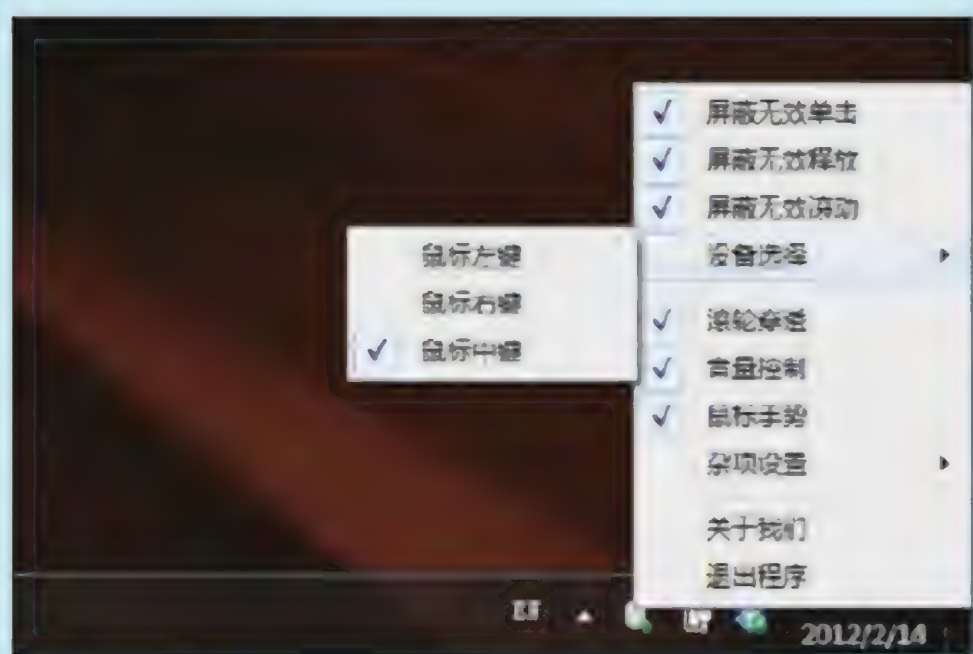 屏蔽无效单击
屏蔽无效释放
屏蔽无效滚动
设备选择
鼠标左键
鼠标右键
鼠标中键
滚轮穿透
音量控制
鼠标手势
杂项设置
关于我们
退出程序
2012/2/14